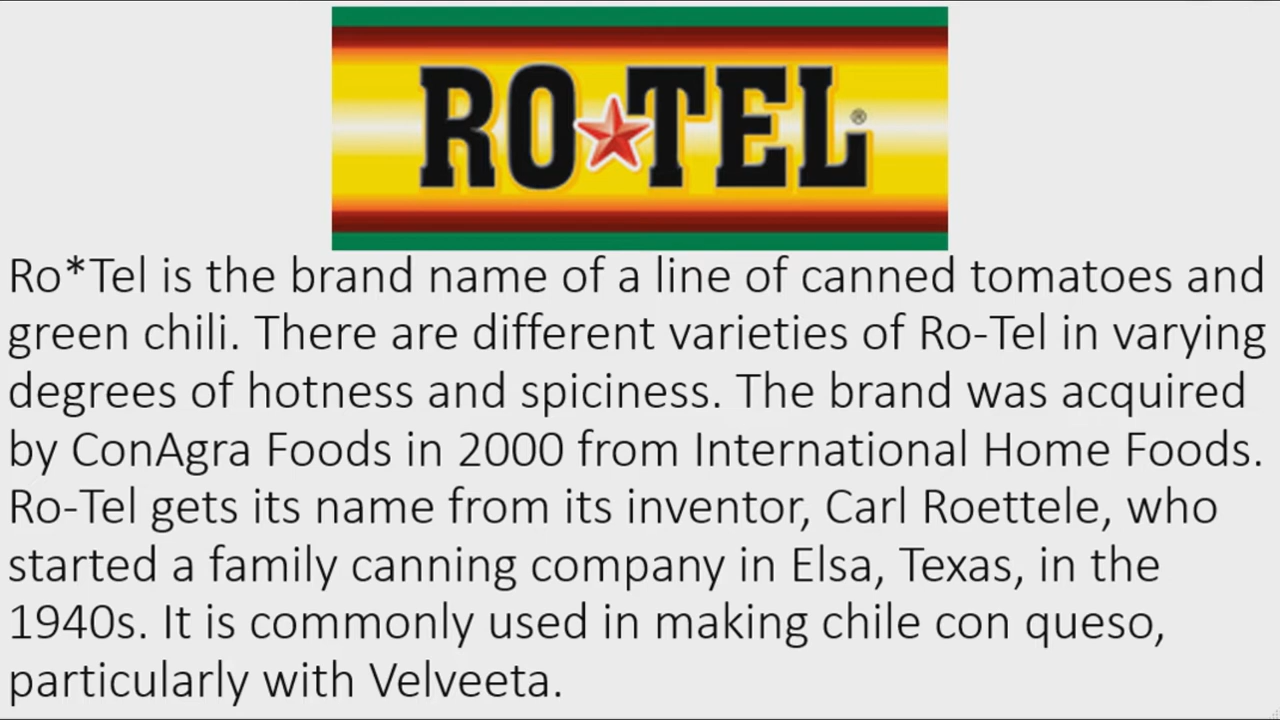 RO★TEL®
Ro*Tel is the brand name of a line of canned tomatoes and
green chili. There are different varieties of Ro-Tel in varying
degrees of hotness and spiciness. The brand was acquired
by ConAgra Foods in 2000 from International Home Foods.
Ro-Tel gets its name from its inventor, Carl Roettele, who
started a family canning company in Elsa, Texas, in the
1940s. It is commonly used in making chile con queso,
particularly with Velveeta.